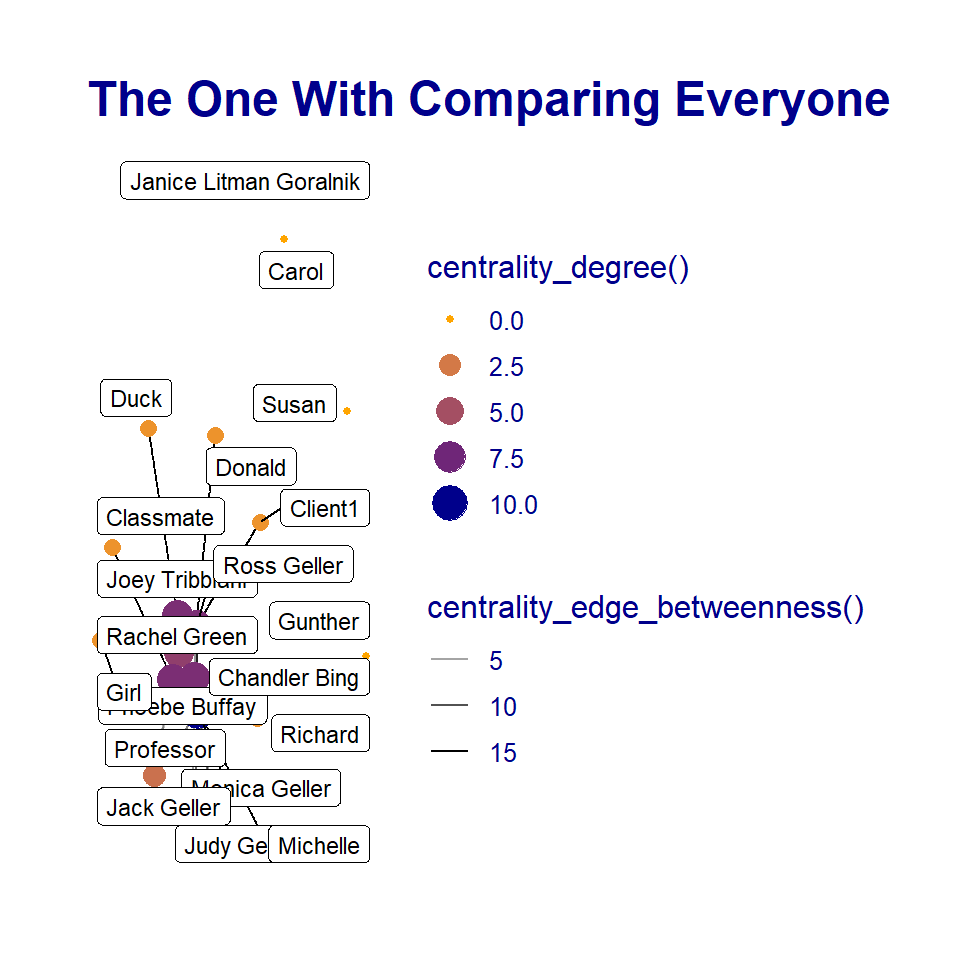 The One With Comparing Everyone
Janice Litman Goralnik
Carol
Duck
Susan
Donald
Client1
Classmate
Ross Geller
Joey Tribbiani
Gunther
Rachel Green
Chandler Bing
Girl
Phoebe Buffay
Richard
Professor
Monica Geller
Jack Geller
Judy Ge
Michelle
centrality_degree()
0.0
2.5
5.0
7.5
10.0
centrality_edge_betweenness()
5
10
15